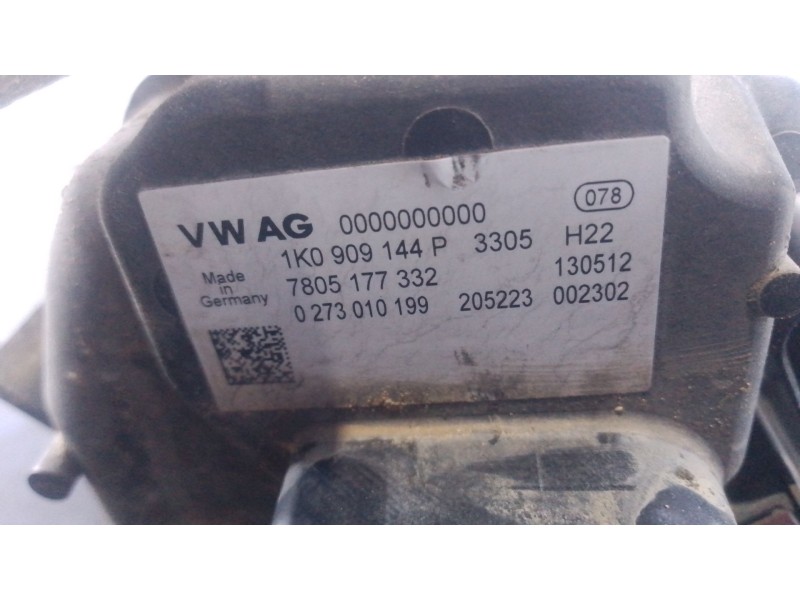 VW AG 0000000000 078
1K0 909 144 P 3305 H22
Made in Germany 7805 177 332 130512
0 273 010 199 205223 002302